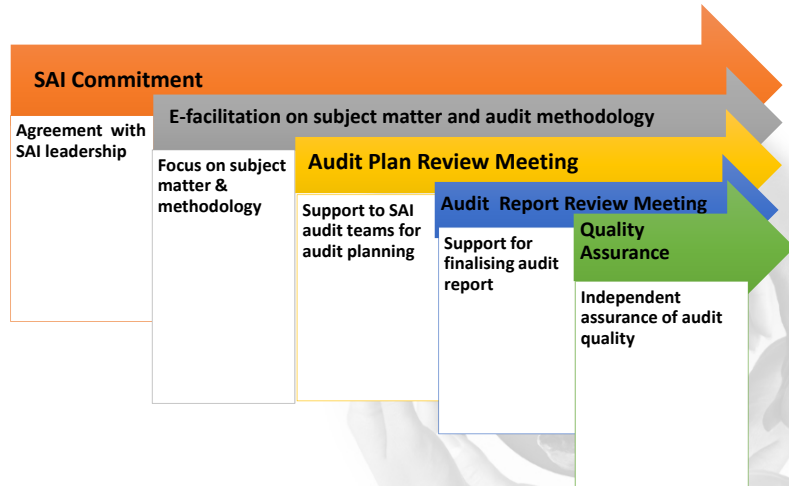 SAI Commitment
Agreement with
SAI leadership
E-facilitation on subject matter and audit methodology
Focus on subject
matter &
methodology
Audit Plan Review Meeting
Support to SAI
audit teams for
audit planning
Audit Report Review Meeting
Support for
finalising audit
report
Quality
Assurance
Independent
assurance of audit
quality